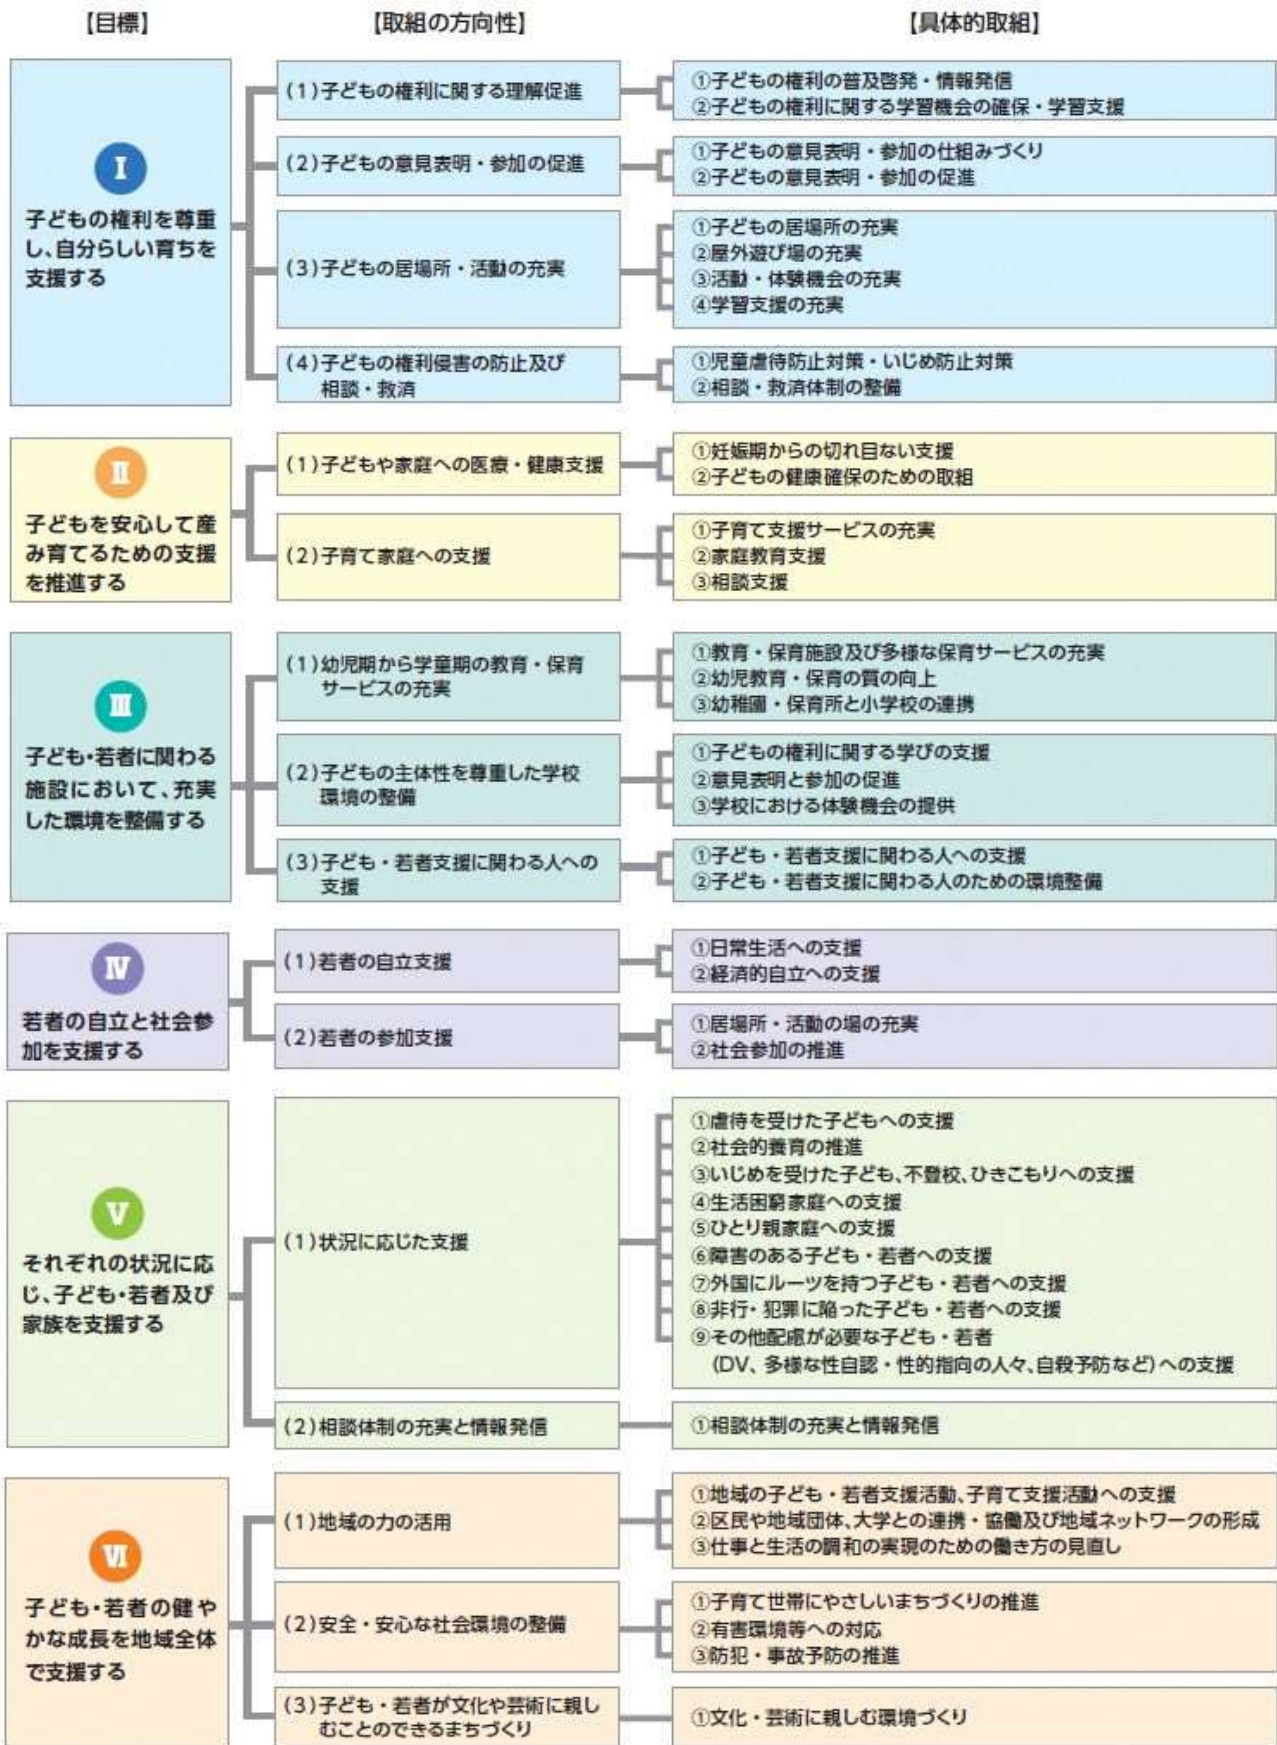 【目標】
【取組の方向性】
【具体的取組】
I
子どもの権利を尊重
し、自分らしい育ちを
支援する
(1)子どもの権利に関する理解促進
①子どもの権利の普及啓発・情報発信
②子どもの権利に関する学習機会の確保・学習支援
(2)子どもの意見表明・参加の促進
①子どもの意見表明・参加の仕組みづくり
②子どもの意見表明・参加の促進
(3)子どもの居場所・活動の充実
①子どもの居場所の充実
②屋外遊び場の充実
③活動・体験機会の充実
④学習支援の充実
(4)子どもの権利侵害の防止及び
相談・救済
①児童虐待防止対策・いじめ防止対策
②相談・救済体制の整備
II
子どもを安心して産
み育てるための支援
を推進する
(1)子どもや家庭への医療・健康支援
①妊娠期からの切れ目ない支援
②子どもの健康確保のための取組
(2)子育て家庭への支援
①子育て支援サービスの充実
②家庭教育支援
③相談支援
III
子ども・若者に関わる
施設において、充実
した環境を整備する
(1)幼児期から学童期の教育・保育
サービスの充実
①教育・保育施設及び多様な保育サービスの充実
②幼児教育・保育の質の向上
③幼稚園・保育所と小学校の連携
(2)子どもの主体性を尊重した学校
環境の整備
①子どもの権利に関する学びの支援
②意見表明と参加の促進
③学校における体験機会の提供
(3)子ども・若者支援に関わる人への
支援
①子ども・若者支援に関わる人への支援
②子ども・若者支援に関わる人のための環境整備
IV
若者の自立と社会参
加を支援する
(1)若者の自立支援
①日常生活への支援
②経済的自立への支援
(2)若者の参加支援
①居場所・活動の場の充実
②社会参加の推進
V
それぞれの状況に応
じ、子ども・若者及び
家族を支援する
(1)状況に応じた支援
①虐待を受けた子どもへの支援
②社会的養育の推進
③いじめを受けた子ども、不登校、ひきこもりへの支援
④生活困窮家庭への支援
⑤ひとり親家庭への支援
⑥障害のある子ども・若者への支援
⑦外国にルーツを持つ子ども・若者への支援
⑧非行・犯罪に陥った子ども・若者への支援
⑨その他配慮が必要な子ども・若者
(DV、多様な性自認・性的指向の人々、自殺予防など)への支援
(2)相談体制の充実と情報発信
①相談体制の充実と情報発信
VI
子ども・若者の健や
かな成長を地域全体
で支援する
(1)地域の力の活用
①地域の子ども・若者支援活動、子育て支援活動への支援
②区民や地域団体、大学との連携・協働及び地域ネットワークの形成
③仕事と生活の調和の実現のための働き方の見直し
(2)安全・安心な社会環境の整備
①子育て世帯にやさしいまちづくりの推進
②有害環境等への対応
③防犯・事故予防の推進
(3)子ども・若者が文化や芸術に親し
むことのできるまちづくり
①文化・芸術に親しむ環境づくり